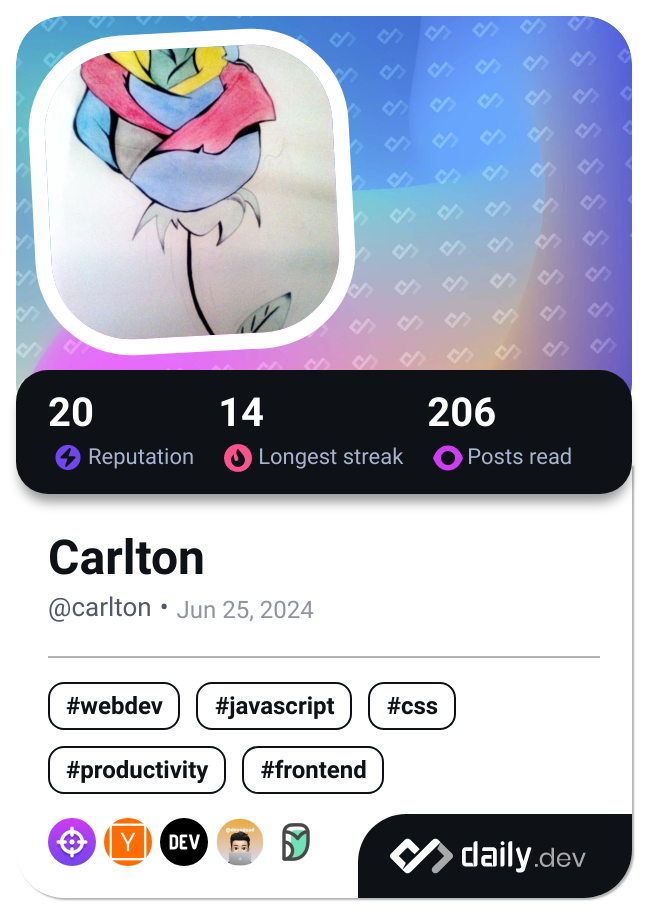 20 14 206
Reputation Longest streak Posts read
Carlton
@carlton • Jun 25, 2024
#webdev #javascript #css
#productivity #frontend
Y DEV
daily.dev